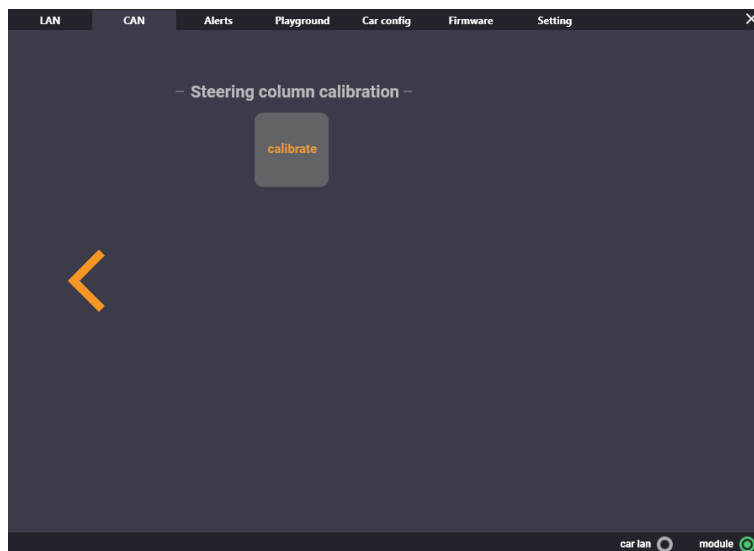 LAN CAN Alerts Playground Car config Firmware Setting
– Steering column calibration –
calibrate
car lan module